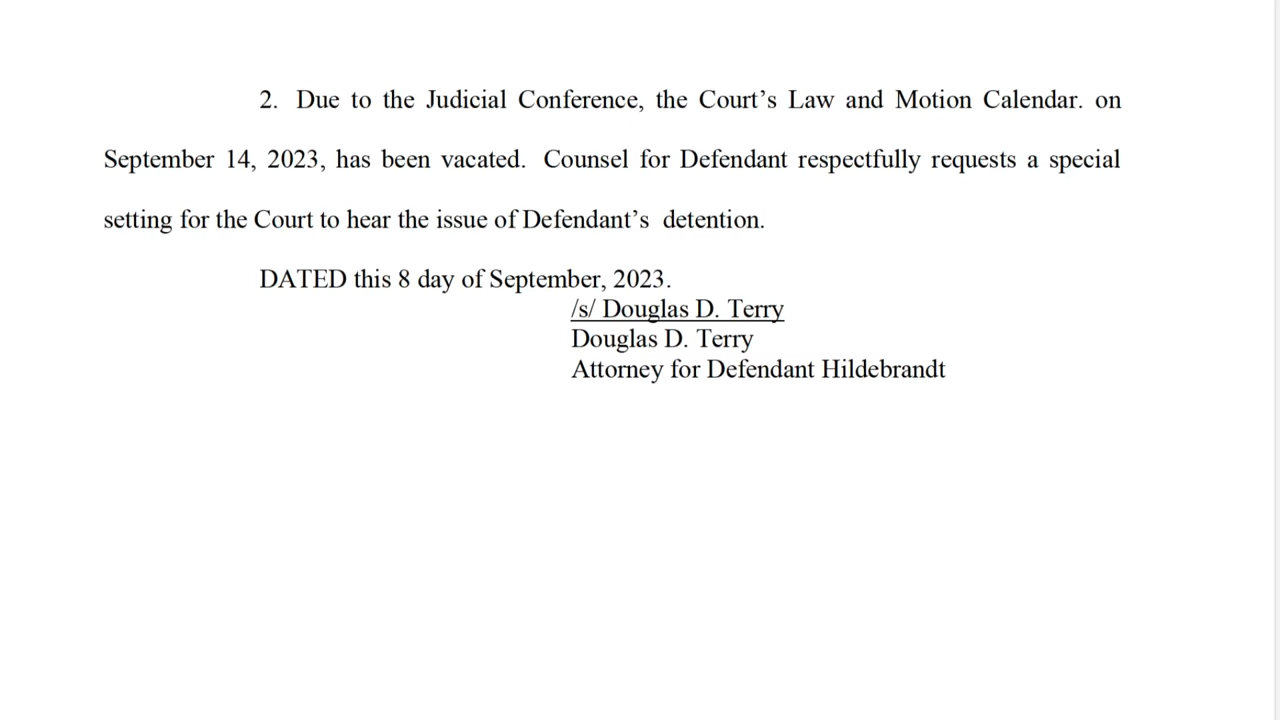 2. Due to the Judicial Conference, the Court’s Law and Motion Calendar. on
September 14, 2023, has been vacated. Counsel for Defendant respectfully requests a special
setting for the Court to hear the issue of Defendant’s detention.
DATED this 8 day of September, 2023.
/s/ Douglas D. Terry
Douglas D. Terry
Attorney for Defendant Hildebrandt